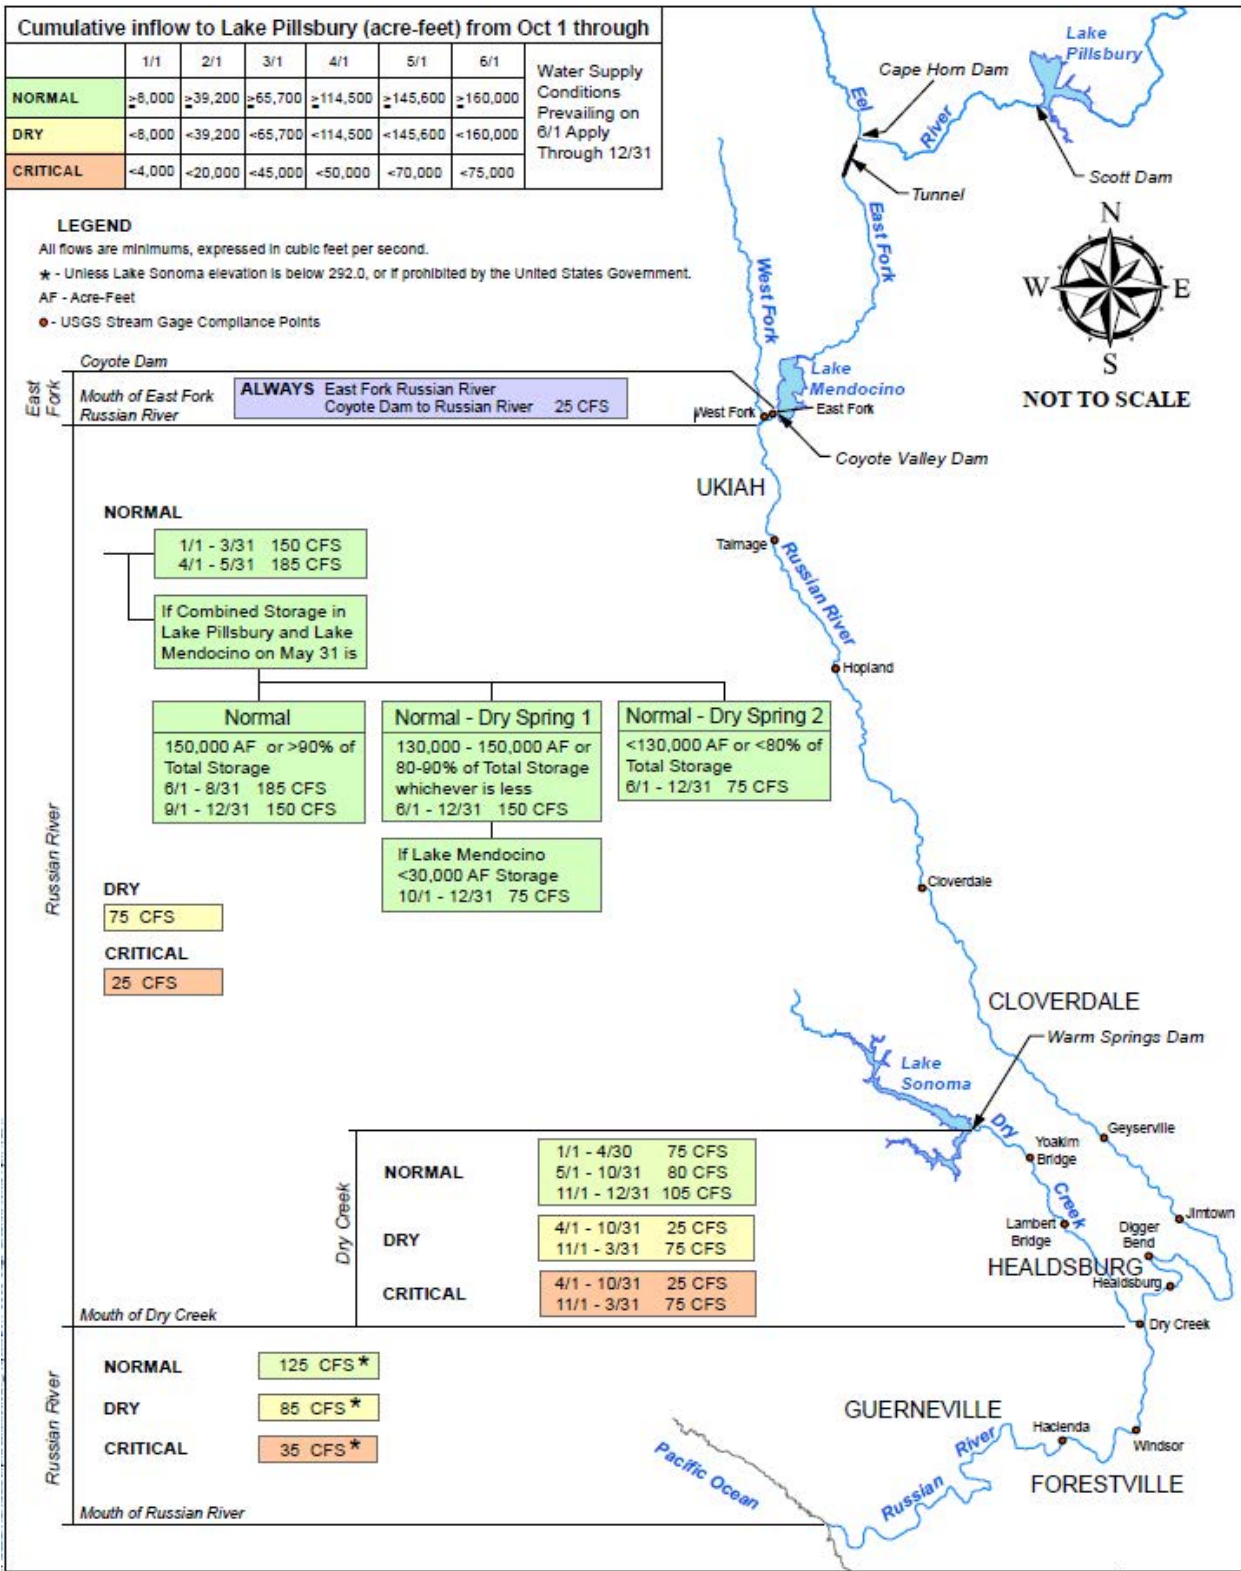 Cumulative inflow to Lake Pillsbury (acre-feet) from Oct 1 through
1/1 2/1 3/1 4/1 5/1 6/1
NORMAL ≥8,000 ≥39,200 ≥65,700 ≥114,500 ≥145,600 ≥160,000
DRY <8,000 <39,200 <65,700 <114,500 <145,600 <160,000
CRITICAL <4,000 <20,000 <45,000 <50,000 <70,000 <75,000
Water Supply
Conditions
Prevailing on
6/1 Apply
Through 12/31
LEGEND
All flows are minimums, expressed in cubic feet per second.
★ - Unless Lake Sonoma elevation is below 292.0, or if prohibited by the United States Government.
AF - Acre-Feet
- USGS Stream Gage Compliance Points
Lake
Pillsbury
Cape Horn Dam
Eel
River
Scott Dam
Tunnel
East Fork
West Fork
N
W E
S
NOT TO SCALE
Coyote Dam
East
Fork
Mouth of East Fork
Russian River
ALWAYS East Fork Russian River
Coyote Dam to Russian River 25 CFS
Lake
Mendocino
West Fork
East Fork
Coyote Valley Dam
UKIAH
Talmage
Russian River
Hopland
Cloverdale
CLOVERDALE
Russian River
NORMAL
1/1 - 3/31 150 CFS
4/1 - 5/31 185 CFS
If Combined Storage in
Lake Pillsbury and Lake
Mendocino on May 31 is
Normal
150,000 AF or >90% of
Total Storage
6/1 - 8/31 185 CFS
9/1 - 12/31 150 CFS
Normal - Dry Spring 1
130,000 - 150,000 AF or
80-90% of Total Storage
whichever is less
6/1 - 12/31 150 CFS
If Lake Mendocino
<30,000 AF Storage
10/1 - 12/31 75 CFS
Normal - Dry Spring 2
<130,000 AF or <80% of
Total Storage
6/1 - 12/31 75 CFS
DRY
75 CFS
CRITICAL
25 CFS
Warm Springs Dam
Lake
Sonoma
Dry
Creek
Geyserville
Yoakim
Bridge
Jimtown
Lambert
Bridge
Digger
Bend
HEALDSBURG
Healdsburg
Dry Creek
Dry Creek
NORMAL
1/1 - 4/30 75 CFS
5/1 - 10/31 80 CFS
11/1 - 12/31 105 CFS
DRY
4/1 - 10/31 25 CFS
11/1 - 3/31 75 CFS
CRITICAL
4/1 - 10/31 25 CFS
11/1 - 3/31 75 CFS
Mouth of Dry Creek
Russian River
NORMAL 125 CFS★
DRY 85 CFS★
CRITICAL 35 CFS★
Mouth of Russian River
GUERNEVILLE
Hacienda
Windsor
FORESTVILLE
Russian
River
Pacific Ocean